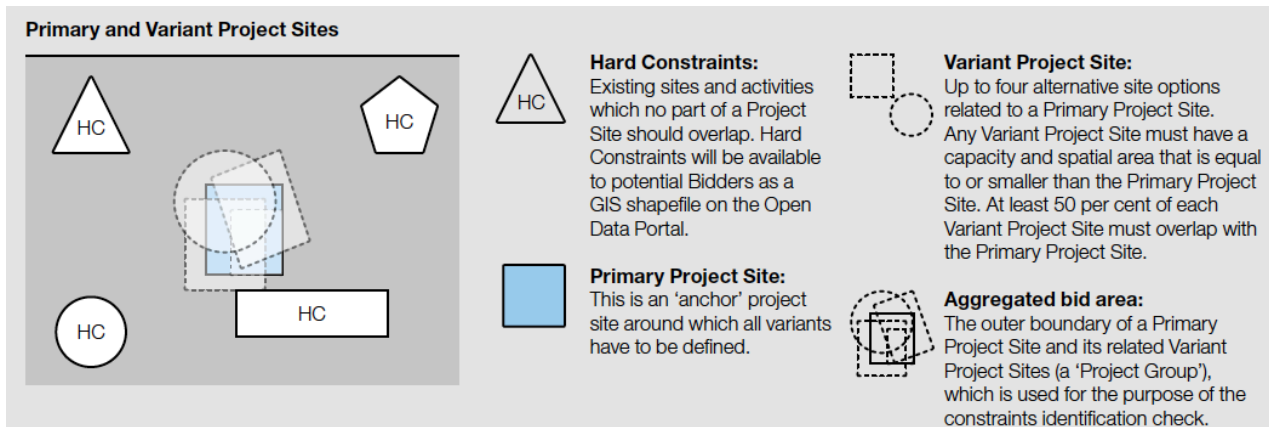 Primary and Variant Project Sites
HC
HC
HC
HC
HC
Hard Constraints:
Existing sites and activities
which no part of a Project
Site should overlap. Hard
Constraints will be available
to potential Bidders as a
GIS shapefile on the Open
Data Portal.
Primary Project Site:
This is an ‘anchor’ project
site around which all variants
have to be defined.
Variant Project Site:
Up to four alternative site options
related to a Primary Project Site.
Any Variant Project Site must have a
capacity and spatial area that is equal
to or smaller than the Primary Project
Site. At least 50 per cent of each
Variant Project Site must overlap with
the Primary Project Site.
Aggregated bid area:
The outer boundary of a Primary
Project Site and its related Variant
Project Sites (a ‘Project Group’),
which is used for the purpose of the
constraints identification check.